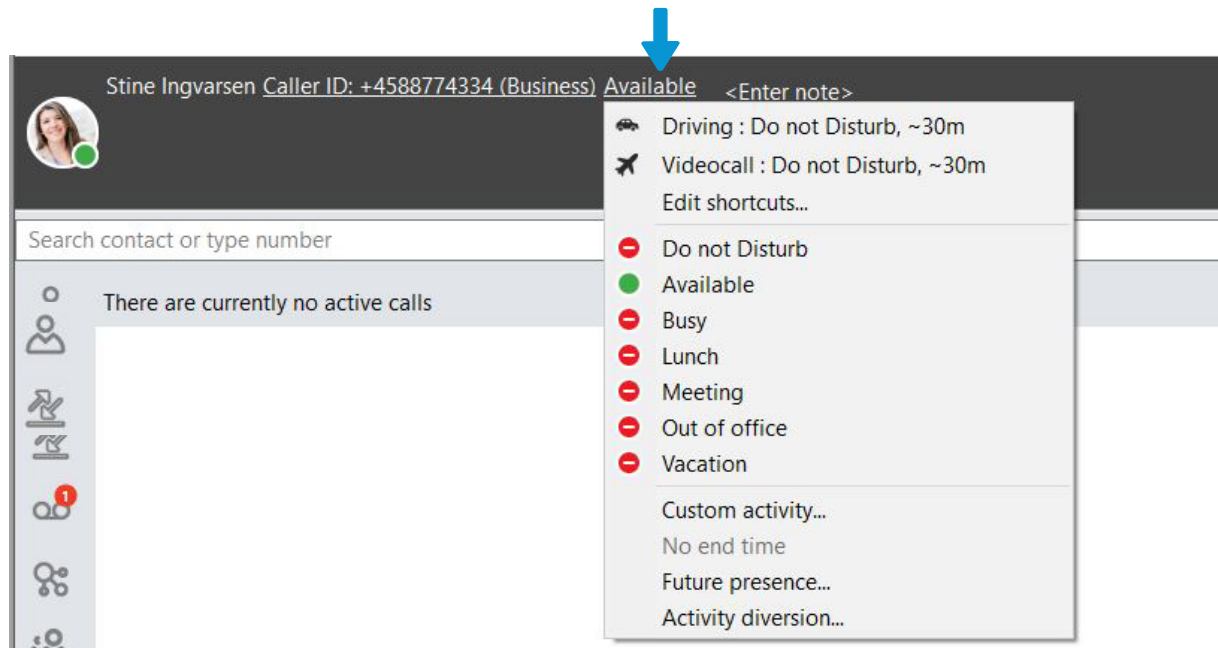 Stine Ingvarsen Caller ID: +4588774334 (Business) Available <Enter note>
Driving : Do not Disturb, ~30m
Videocall : Do not Disturb, ~30m
Edit shortcuts...
Search contact or type number
Do not Disturb
There are currently no active calls
Available
Busy
Lunch
Meeting
Out of office
Vacation
1
Custom activity...
No end time
Future presence...
Activity diversion...